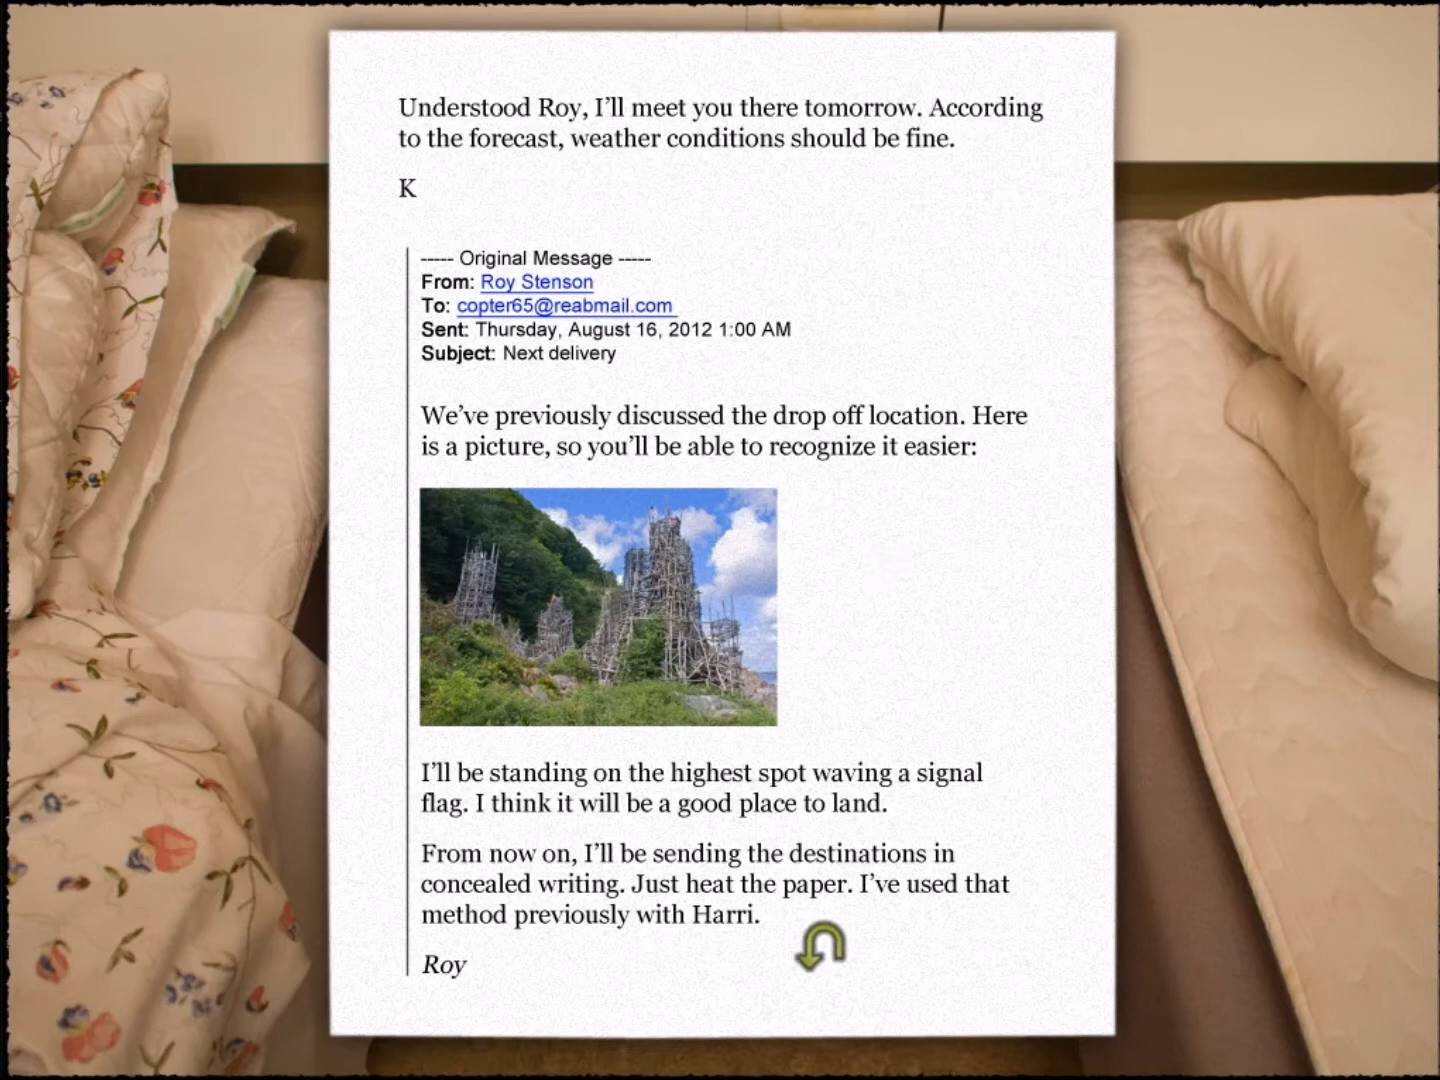 Understood Roy, I’ll meet you there tomorrow. According
to the forecast, weather conditions should be fine.
K
----- Original Message -----
From: Roy Stenson
To: copter65@reabmail.com
Sent: Thursday, August 16, 2012 1:00 AM
Subject: Next delivery
We’ve previously discussed the drop off location. Here
is a picture, so you’ll be able to recognize it easier:
I’ll be standing on the highest spot waving a signal
flag. I think it will be a good place to land.
From now on, I’ll be sending the destinations in
concealed writing. Just heat the paper. I’ve used that
method previously with Harri.
Roy